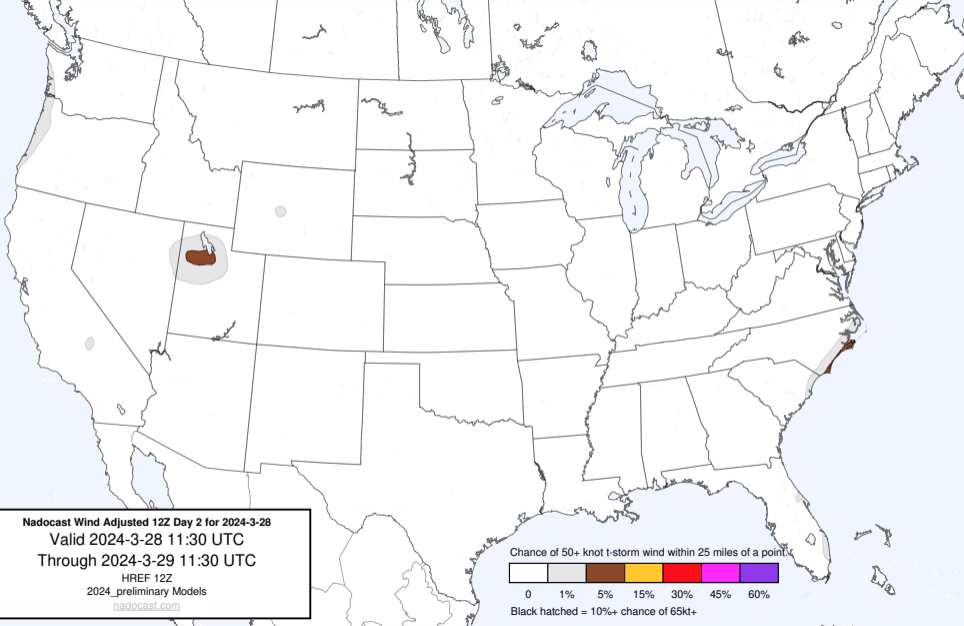 Nadocast Wind Adjusted 12Z Day 2 for 2024-3-28
Valid 2024-3-28 11:30 UTC
Through 2024-3-29 11:30 UTC
HREF 12Z
2024_preliminary Models
nadocast.com
Chance of 50+ knot t-storm wind within 25 miles of a point.
0 1% 5% 15% 30% 45% 60%
Black hatched = 10%+ chance of 65kt+